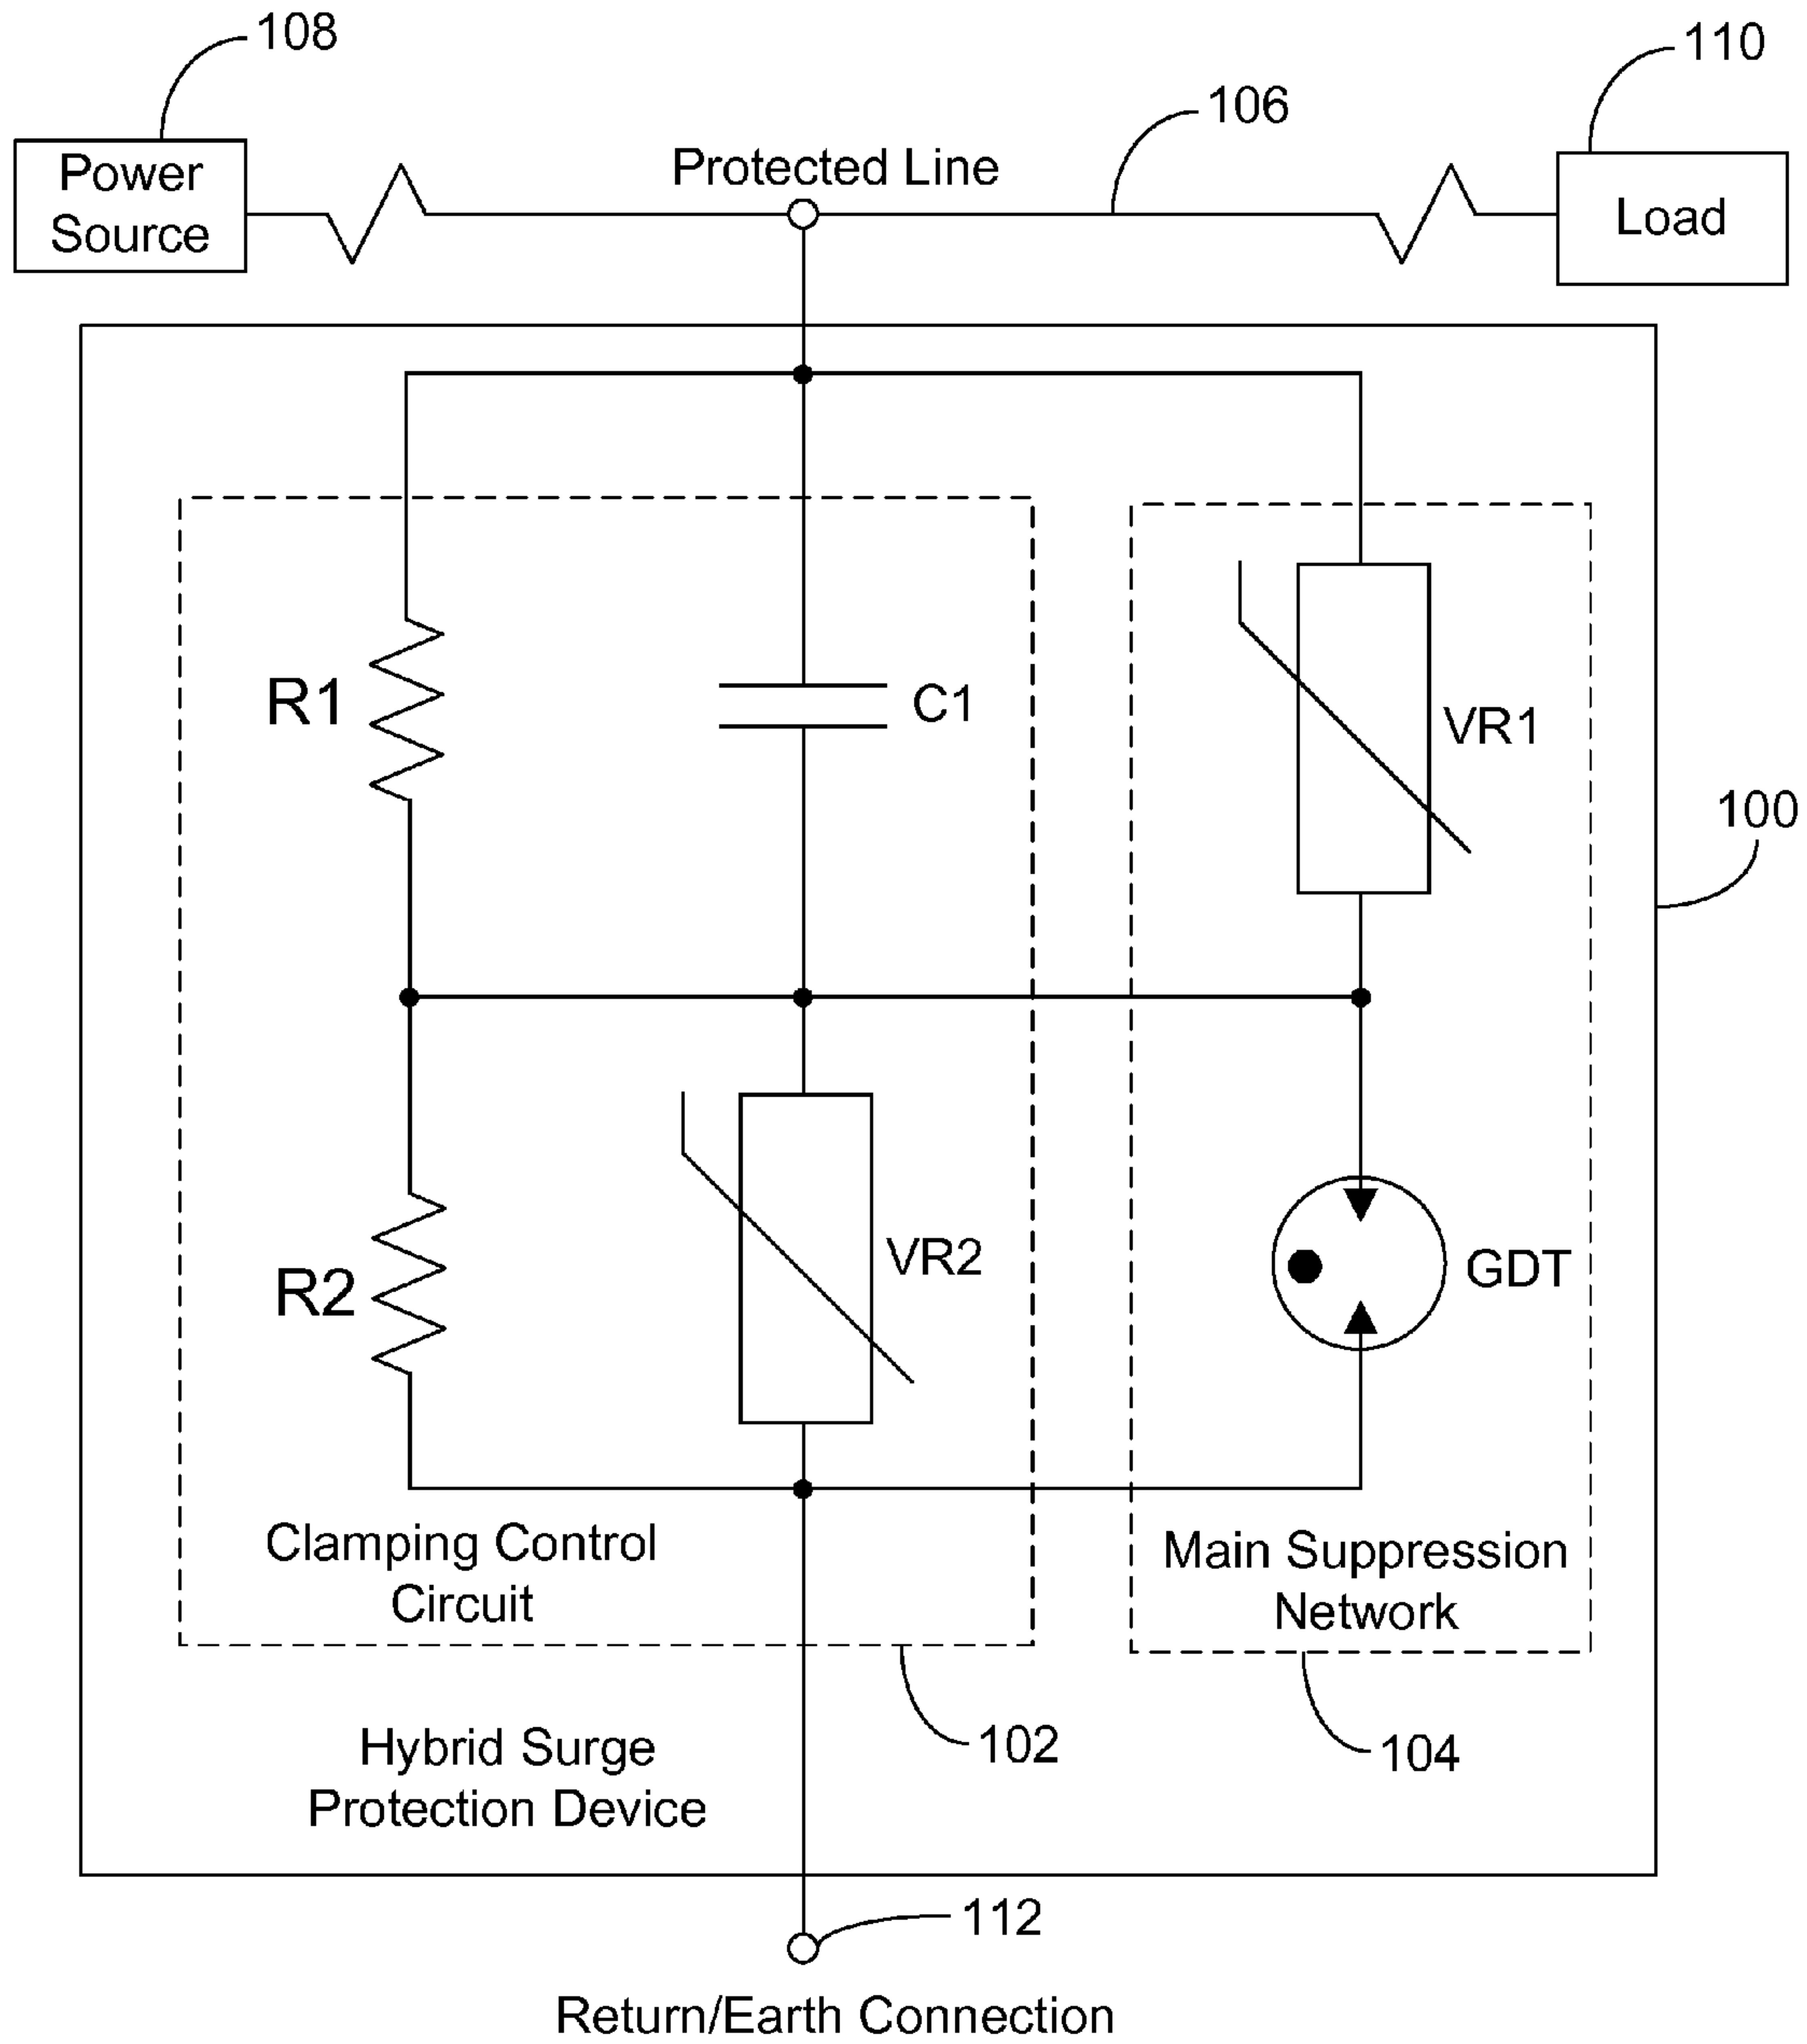 108
110
106
Power
Source
Protected Line
Load
R1
C1
VR1
100
R2
VR2
GDT
Clamping Control
Circuit
Main Suppression
Network
102
104
Hybrid Surge
Protection Device
112
Return/Earth Connection